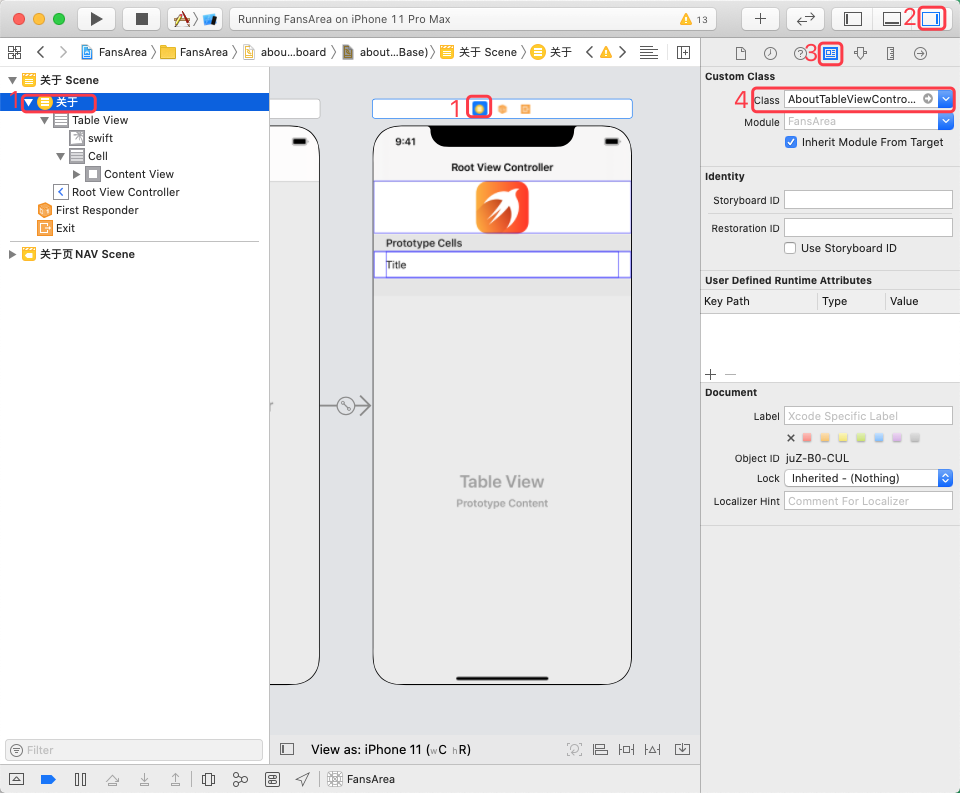 Running FansArea on iPhone 11 Pro Max
13
2
FansArea
FansArea
abou...board
about...Base)
关于 Scene
关于
3
关于 Scene
1 关于
Table View
swift
Cell
Content View
Root View Controller
First Responder
Exit
关于页 NAV Scene
Filter
1
9:41
Root View Controller
Prototype Cells
Title
Table View
Prototype Content
View as: iPhone 11 (wC hR)
FansArea
Custom Class
4 Class AboutTableViewContro...
Module FansArea
Inherit Module From Target
Identity
Storyboard ID
Restoration ID
Use Storyboard ID
User Defined Runtime Attributes
Key Path Type Value
Document
Label Xcode Specific Label
Object ID juZ-B0-CUL
Lock Inherited - (Nothing)
Localizer Hint Comment For Localizer